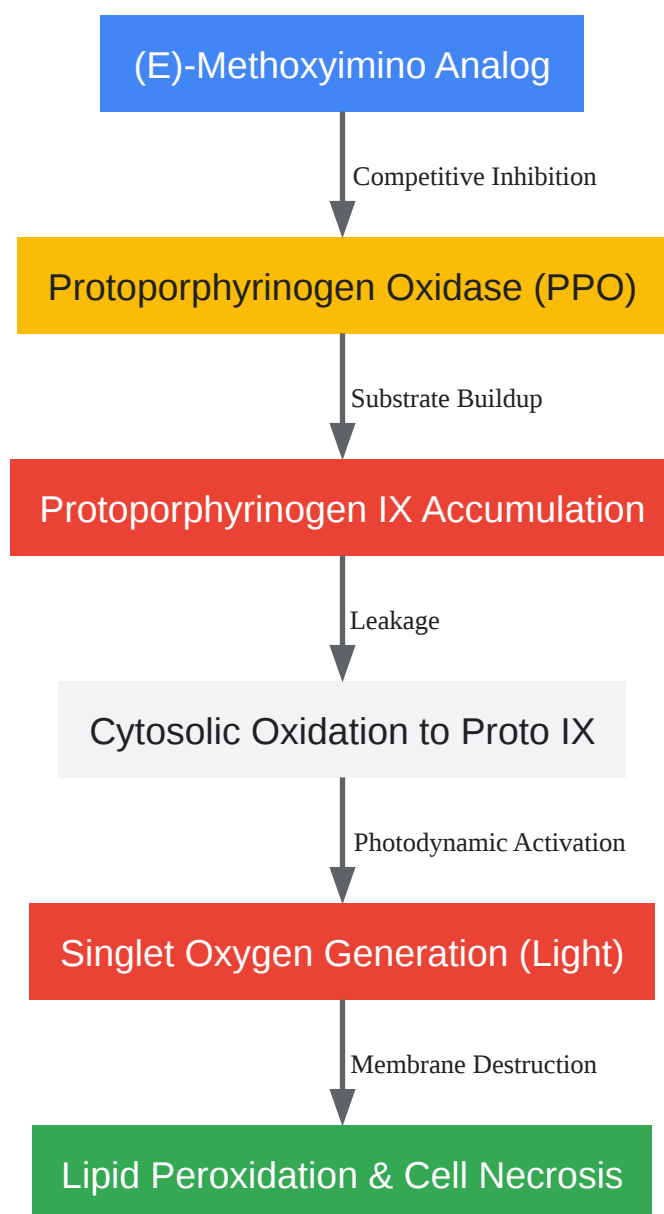 (E)-Methoxyimino Analog
Competitive Inhibition
Protoporphyrinogen Oxidase (PPO)
Substrate Buildup
Protoporphyrinogen IX Accumulation
Leakage
Cytosolic Oxidation to Proto IX
Photodynamic Activation
Singlet Oxygen Generation (Light)
Membrane Destruction
Lipid Peroxidation & Cell Necrosis